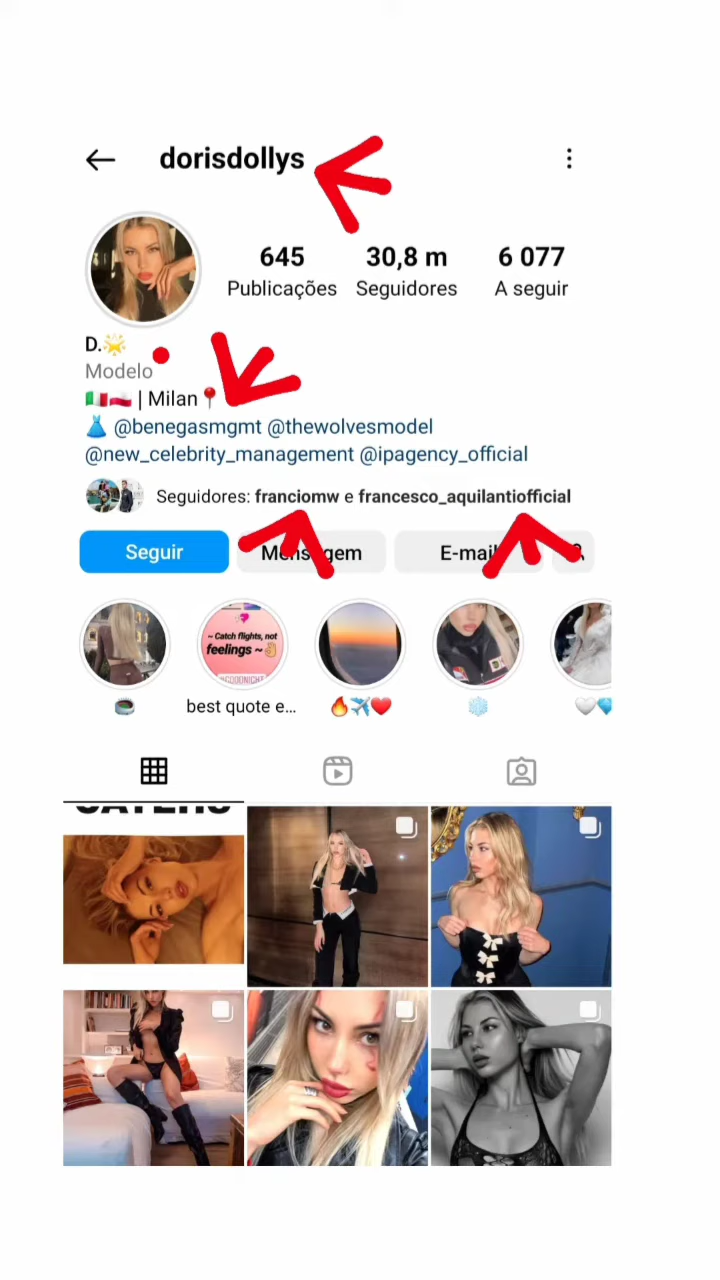 dorisdollys
645 30,8 m 6 077
Publicações Seguidores A seguir
D.🌟
Modelo
🇮🇹🇵🇱 | Milan📍
👗 @benegasmgmt @thewolvesmodel
@new_celebrity_management @ipagency_official
Seguidores: franciomw e francesco_aquilantiofficial
Seguir Mensagem E-mail
~ Catch flights, not
feelings ~👌
GOODNIGHT
best quote e... 🔥✈️❤️ ❄️ 🤍💙